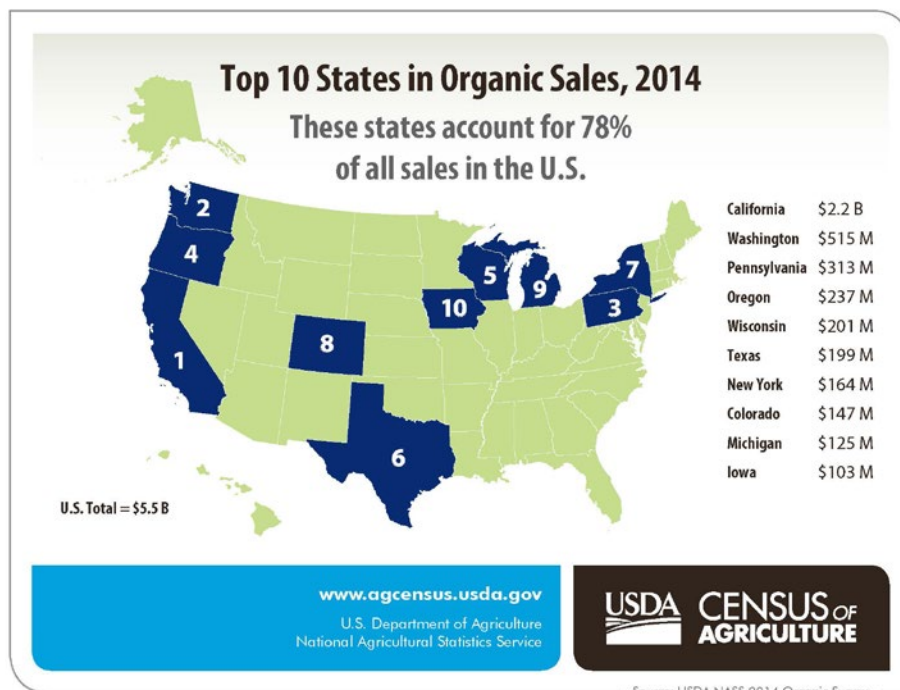 Top 10 States in Organic Sales, 2014
These states account for 78%
of all sales in the U.S.
2
4
1
8
6
10
5
9
7
3
California $2.2 B
Washington $515 M
Pennsylvania $313 M
Oregon $237 M
Wisconsin $201 M
Texas $199 M
New York $164 M
Colorado $147 M
Michigan $125 M
Iowa $103 M
U.S. Total = $5.5 B
www.agcensus.usda.gov
U.S. Department of Agriculture
National Agricultural Statistics Service
USDA
CENSUS OF
AGRICULTURE